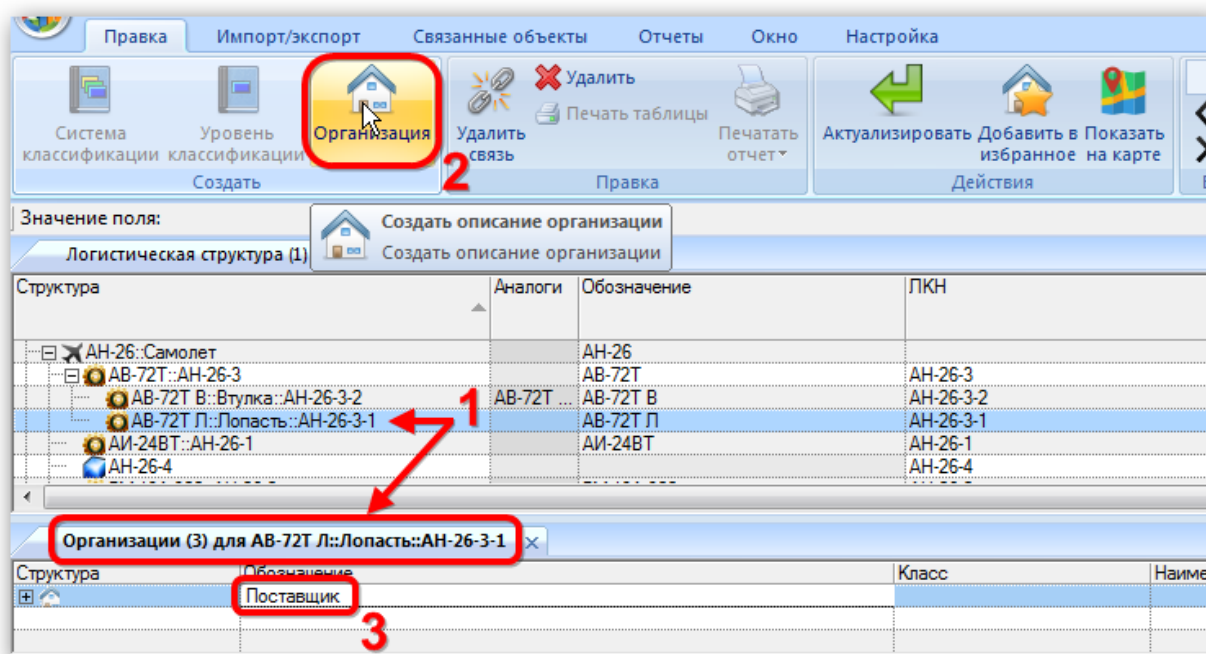 Правка Импорт/экспорт Связанные объекты Отчеты Окно Настройка
Система классификации
Уровень классификации
Организация
2
Создать
Удалить связь
Удалить
Печать таблицы
Печатать отчет
Правка
Актуализировать
Добавить в избранное
Показать на карте
Действия
Значение поля:
Создать описание организации
Создать описание организации
Логистическая структура (1)
Структура Аналоги Обозначение ЛКН
АН-26::Самолет АН-26
АВ-72Т::АН-26-3 АВ-72Т АН-26-3
АВ-72Т В::Втулка::АН-26-3-2 АВ-72Т ... АВ-72Т В АН-26-3-2
АВ-72Т Л::Лопасть::АН-26-3-1 1 АВ-72Т Л АН-26-3-1
АИ-24ВТ::АН-26-1 АИ-24ВТ АН-26-1
АН-26-4 АН-26-4
Организации (3) для АВ-72Т Л::Лопасть::АН-26-3-1
Структура Обозначение Класс Наиме
Поставщик
3